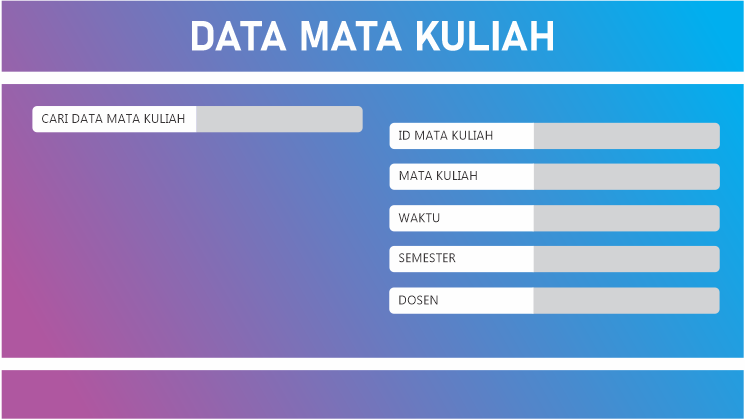 DATA MATA KULIAH
CARI DATA MATA KULIAH
ID MATA KULIAH
MATA KULIAH
WAKTU
SEMESTER
DOSEN